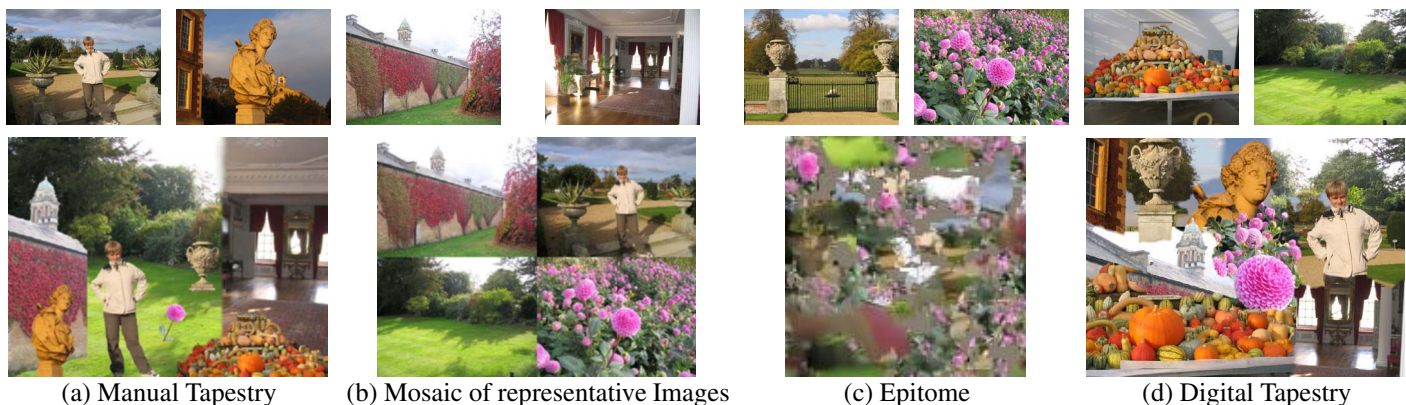 (a) Manual Tapestry
(b) Mosaic of representative Images
(c) Epitome
(d) Digital Tapestry